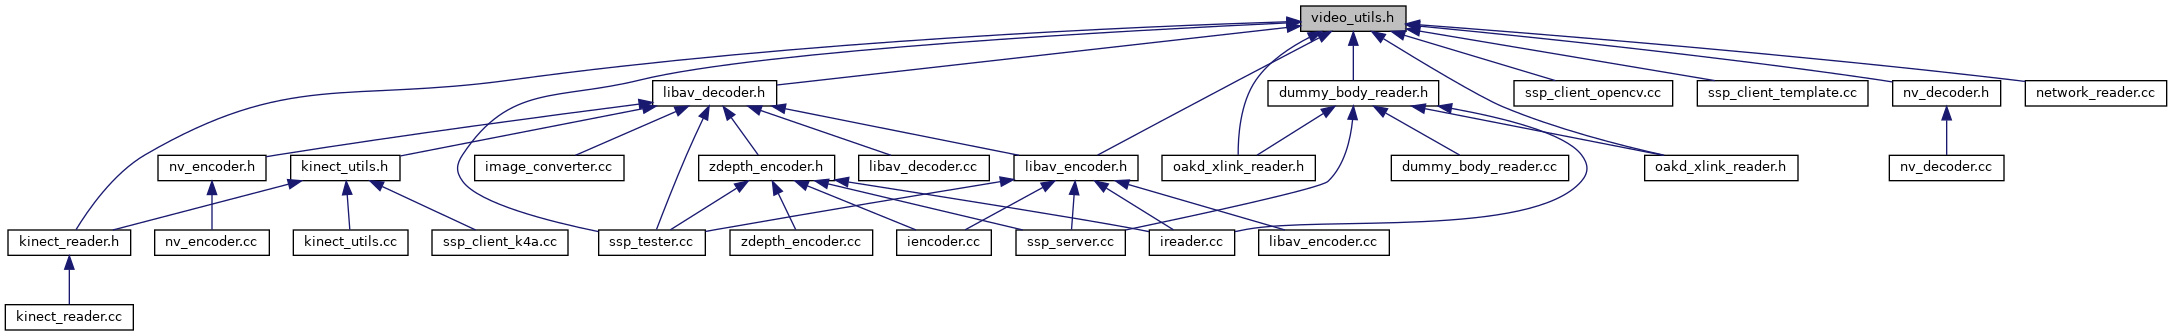 video_utils.h
libav_decoder.h
dummy_body_reader.h
ssp_client_opencv.cc
ssp_client_template.cc
nv_decoder.h
network_reader.cc
nv_encoder.h
kinect_utils.h
image_converter.cc
zdepth_encoder.h
libav_decoder.cc
libav_encoder.h
oakd_xlink_reader.h
dummy_body_reader.cc
oakd_xlink_reader.h
nv_decoder.cc
kinect_reader.h
nv_encoder.cc
kinect_utils.cc
ssp_client_k4a.cc
ssp_tester.cc
zdepth_encoder.cc
iencoder.cc
ssp_server.cc
ireader.cc
libav_encoder.cc
kinect_reader.cc